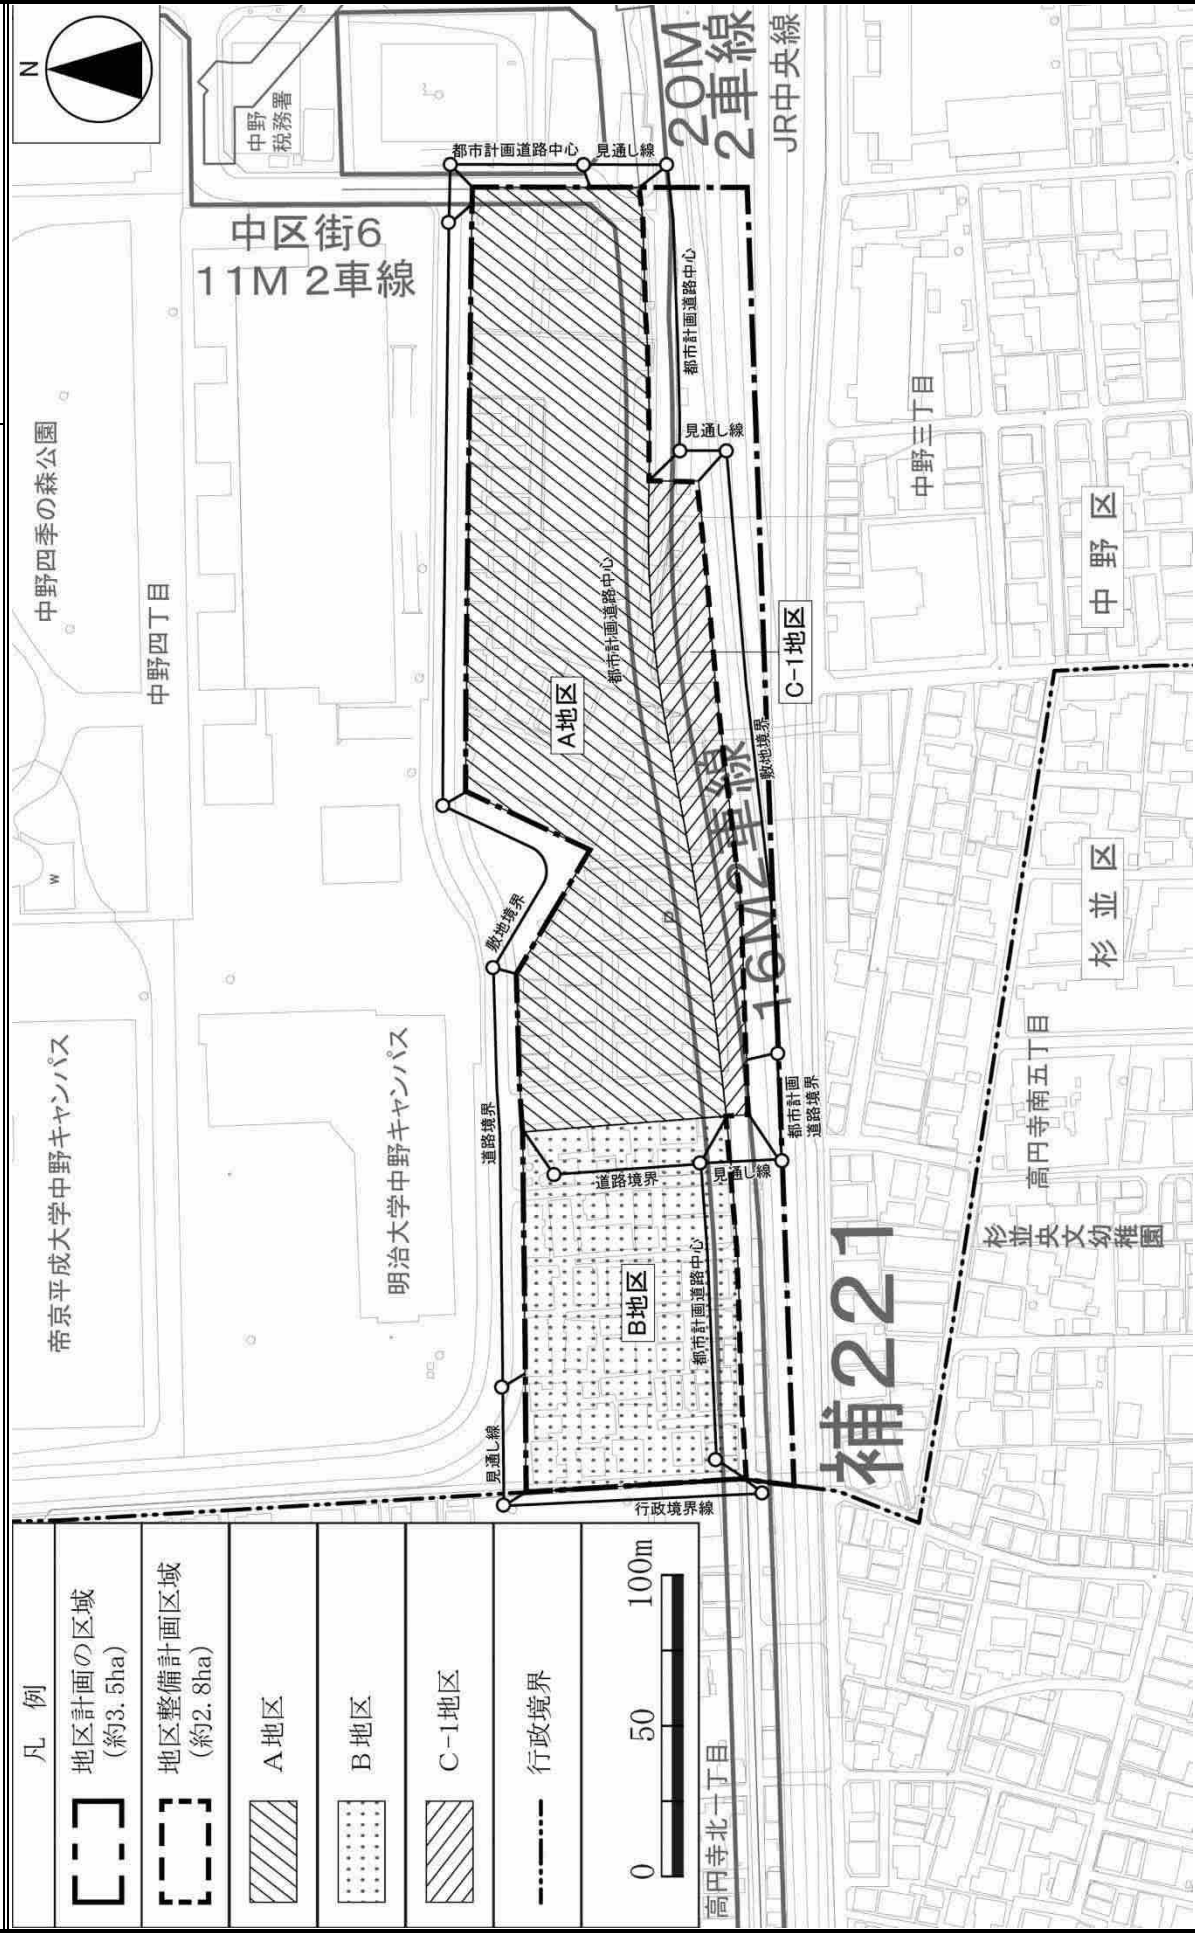 N
中野
税務署
中区街6
11M 2車線
20M
2車線
JR中央線
都市計画道路中心
見通し線
都市計画道路中心
見通し線
中野四季の森公園
中野四丁目
中野三丁目
中野区
都市計画道路中心
A地区
C-1地区
敷地境界
16M2車線
W
敷地境界
杉並区
帝京平成大学中野キャンパス
明治大学中野キャンパス
道路境界
都市計画
道路境界
道路境界
見通し線
高円寺南五丁目
杉並央文幼稚園
B地区
都市計画道路中心
補221
見通し線
行政境界線
高円寺北一丁目
凡 例
地区計画の区域
(約3.5ha)
地区整備計画区域
(約2.8ha)
A地区
B地区
C-1地区
行政境界
0 50 100m